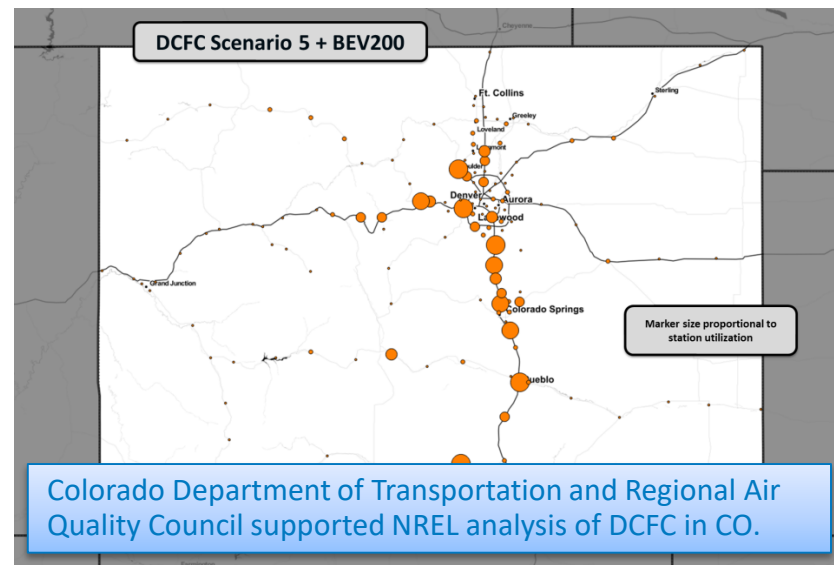 DCFC Scenario 5 + BEV200
Cheyenne
Ft. Collins
Sterling
Greeley
Loveland
Denver
Aurora
Grand Junction
Colorado Springs
Marker size proportional to
station utilization
Colorado Department of Transportation and Regional Air
Quality Council supported NREL analysis of DCFC in CO.